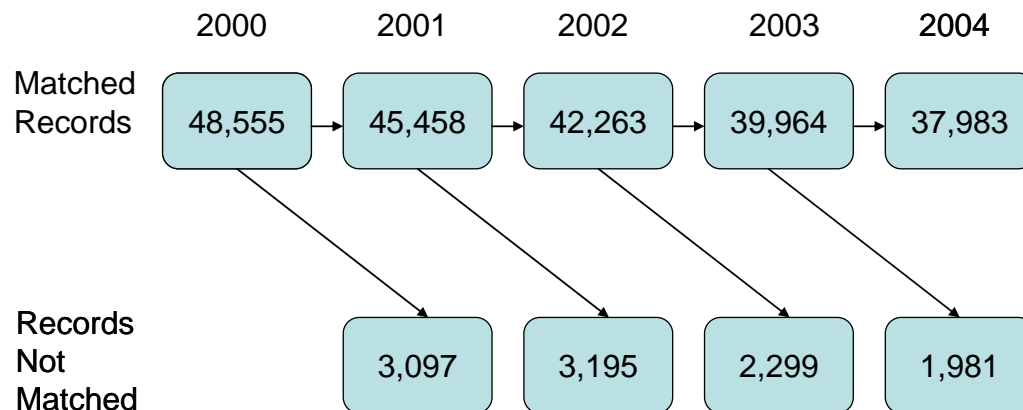 2000 2001 2002 2003 2004
Matched
Records
48,555 45,458 42,263 39,964 37,983
Records
Not
Matched
3,097 3,195 2,299 1,981